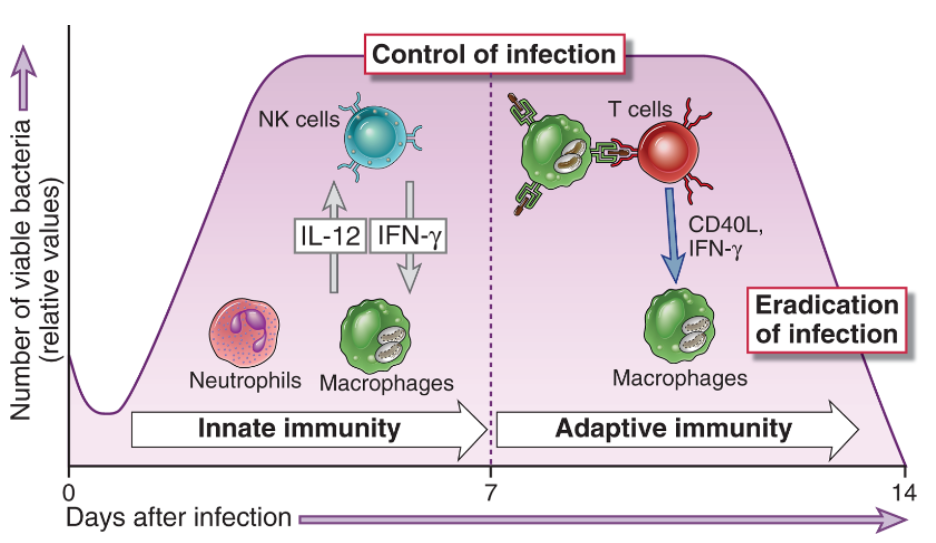 Control of infection
NK cells
T cells
IL-12
IFN-γ
CD40L,
IFN-γ
Number of viable bacteria
(relative values)
Eradication
of infection
Neutrophils
Macrophages
Macrophages
Innate immunity
Adaptive immunity
0
7
14
Days after infection